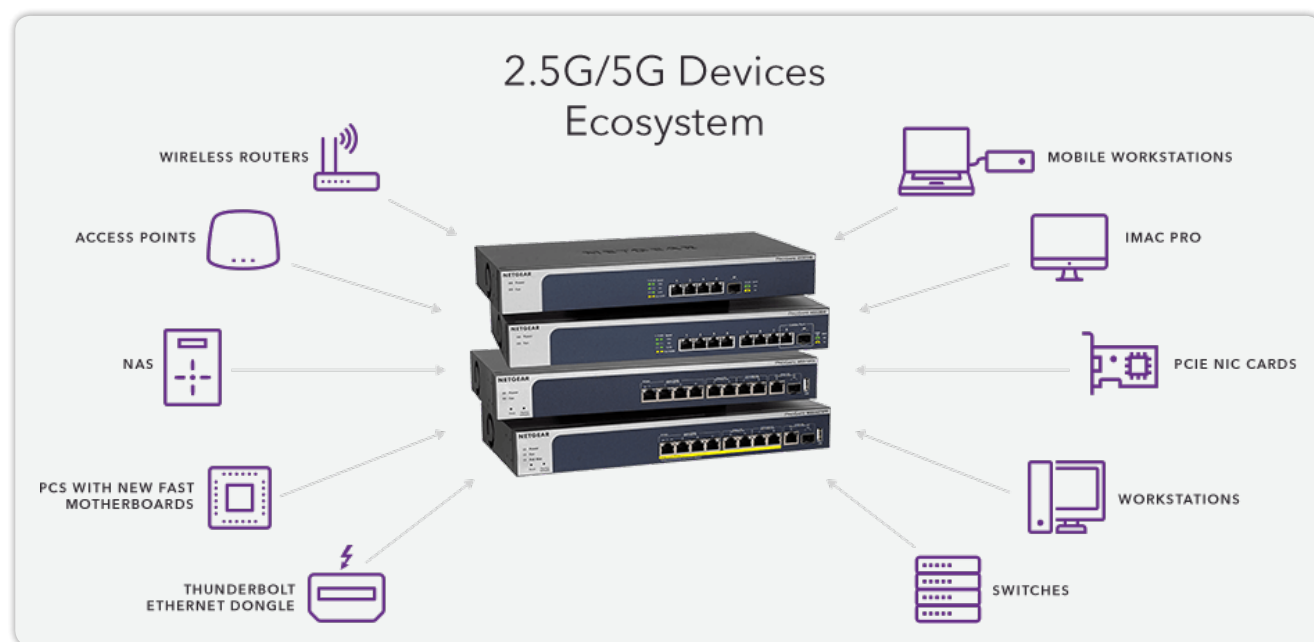 2.5G/5G Devices
Ecosystem
WIRELESS ROUTERS
MOBILE WORKSTATIONS
ACCESS POINTS
IMAC PRO
NAS
PCIE NIC CARDS
PCS WITH NEW FAST
MOTHERBOARDS
WORKSTATIONS
THUNDERBOLT
ETHERNET DONGLE
SWITCHES
NETGEAR
NETGEAR
NETGEAR
NETGEAR
NETGEAR